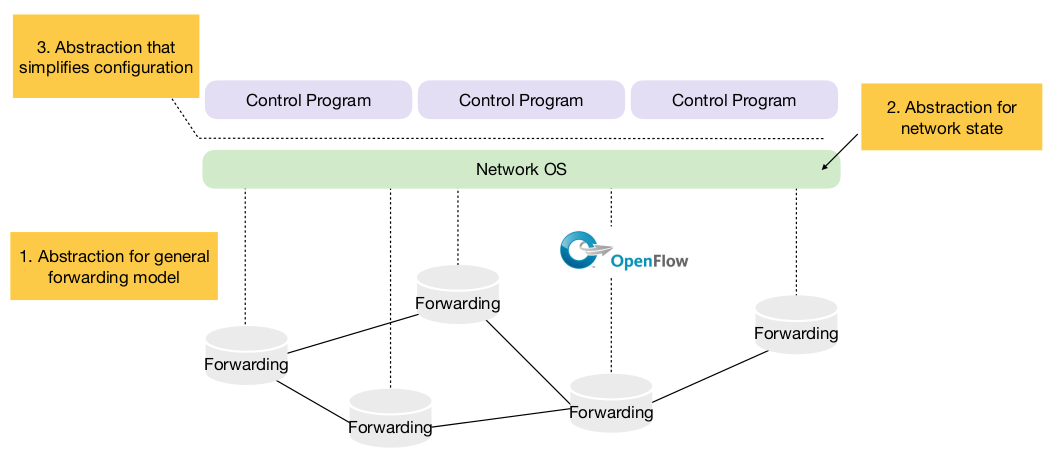 3. Abstraction that
simplifies configuration
Control Program
Control Program
Control Program
2. Abstraction for
network state
Network OS
1. Abstraction for general
forwarding model
OpenFlow
Forwarding
Forwarding
Forwarding
Forwarding
Forwarding